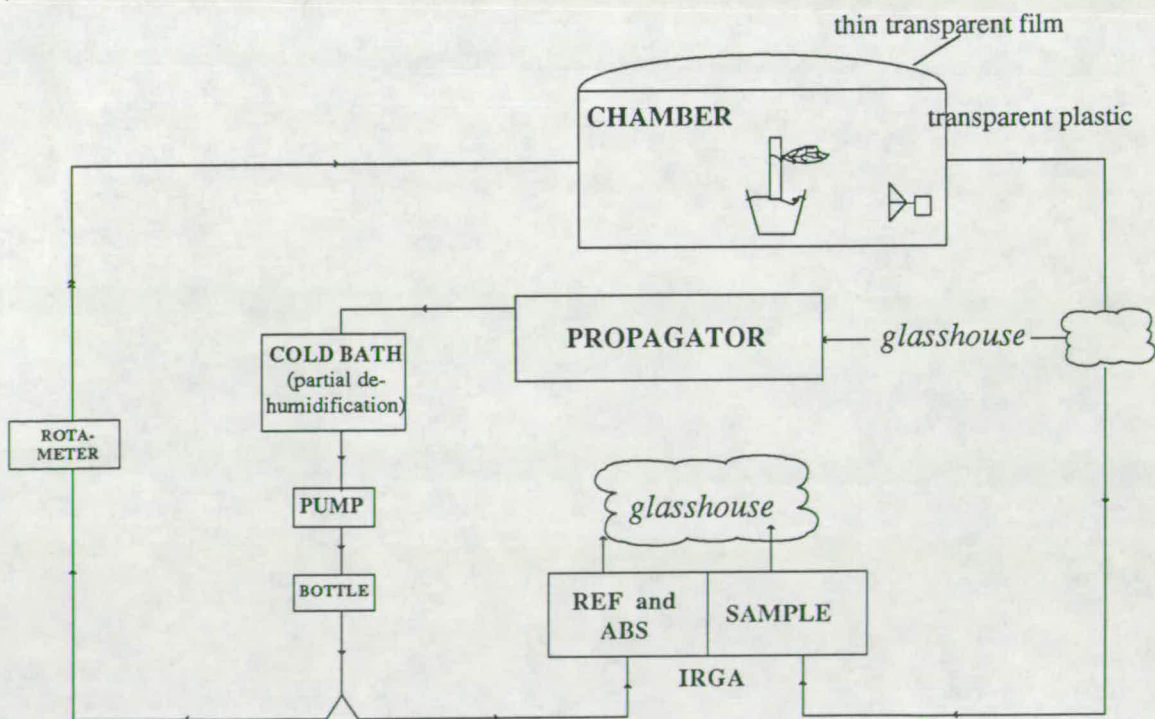 thin transparent film
CHAMBER
transparent plastic
PROPAGATOR
glasshouse
COLD BATH
(partial de-
humidification)
ROTA-
METER
PUMP
glasshouse
BOTTLE
REF and
ABS
SAMPLE
IRGA